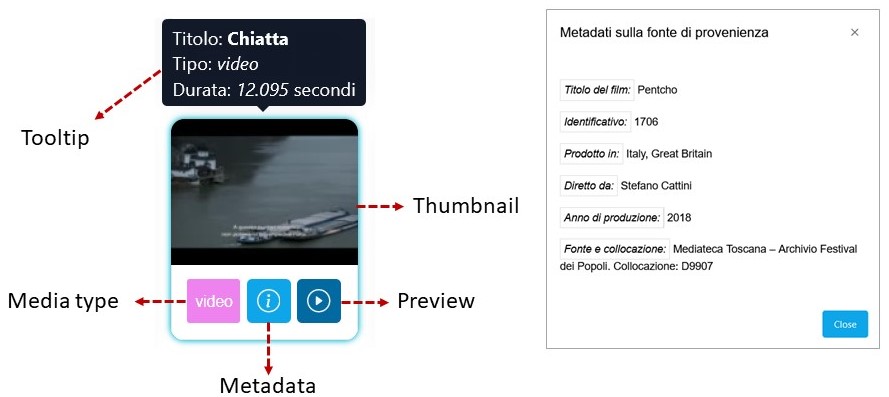 Titolo: Chiatta
Tipo: video
Durata: 12.095 secondi
Tooltip
Thumbnail
Media type
video
Preview
Metadata
Metadati sulla fonte di provenienza
×
Titolo del film: Pentcho
Identificativo: 1706
Prodotto in: Italy, Great Britain
Diretto da: Stefano Cattini
Anno di produzione: 2018
Fonte e collocazione: Mediateca Toscana – Archivio Festival
dei Popoli. Collocazione: D9907
Close